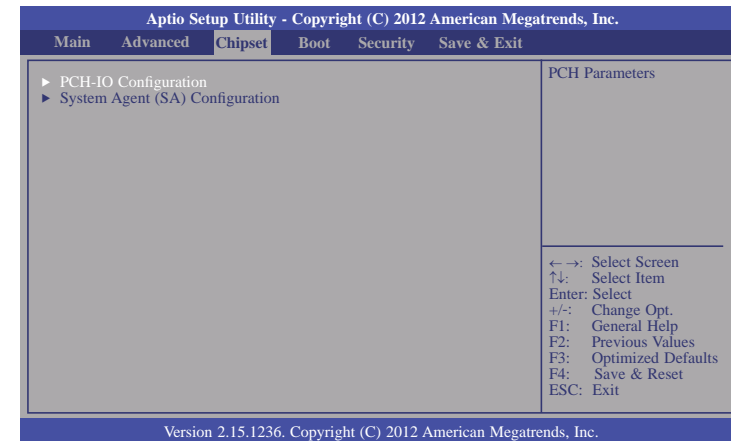 Aptio Setup Utility - Copyright (C) 2012 American Megatrends, Inc.
Main Advanced Chipset Boot Security Save & Exit
► PCH-IO Configuration
► System Agent (SA) Configuration
PCH Parameters
←→: Select Screen
↑↓: Select Item
Enter: Select
+/-: Change Opt.
F1: General Help
F2: Previous Values
F3: Optimized Defaults
F4: Save & Reset
ESC: Exit
Version 2.15.1236. Copyright (C) 2012 American Megatrends, Inc.